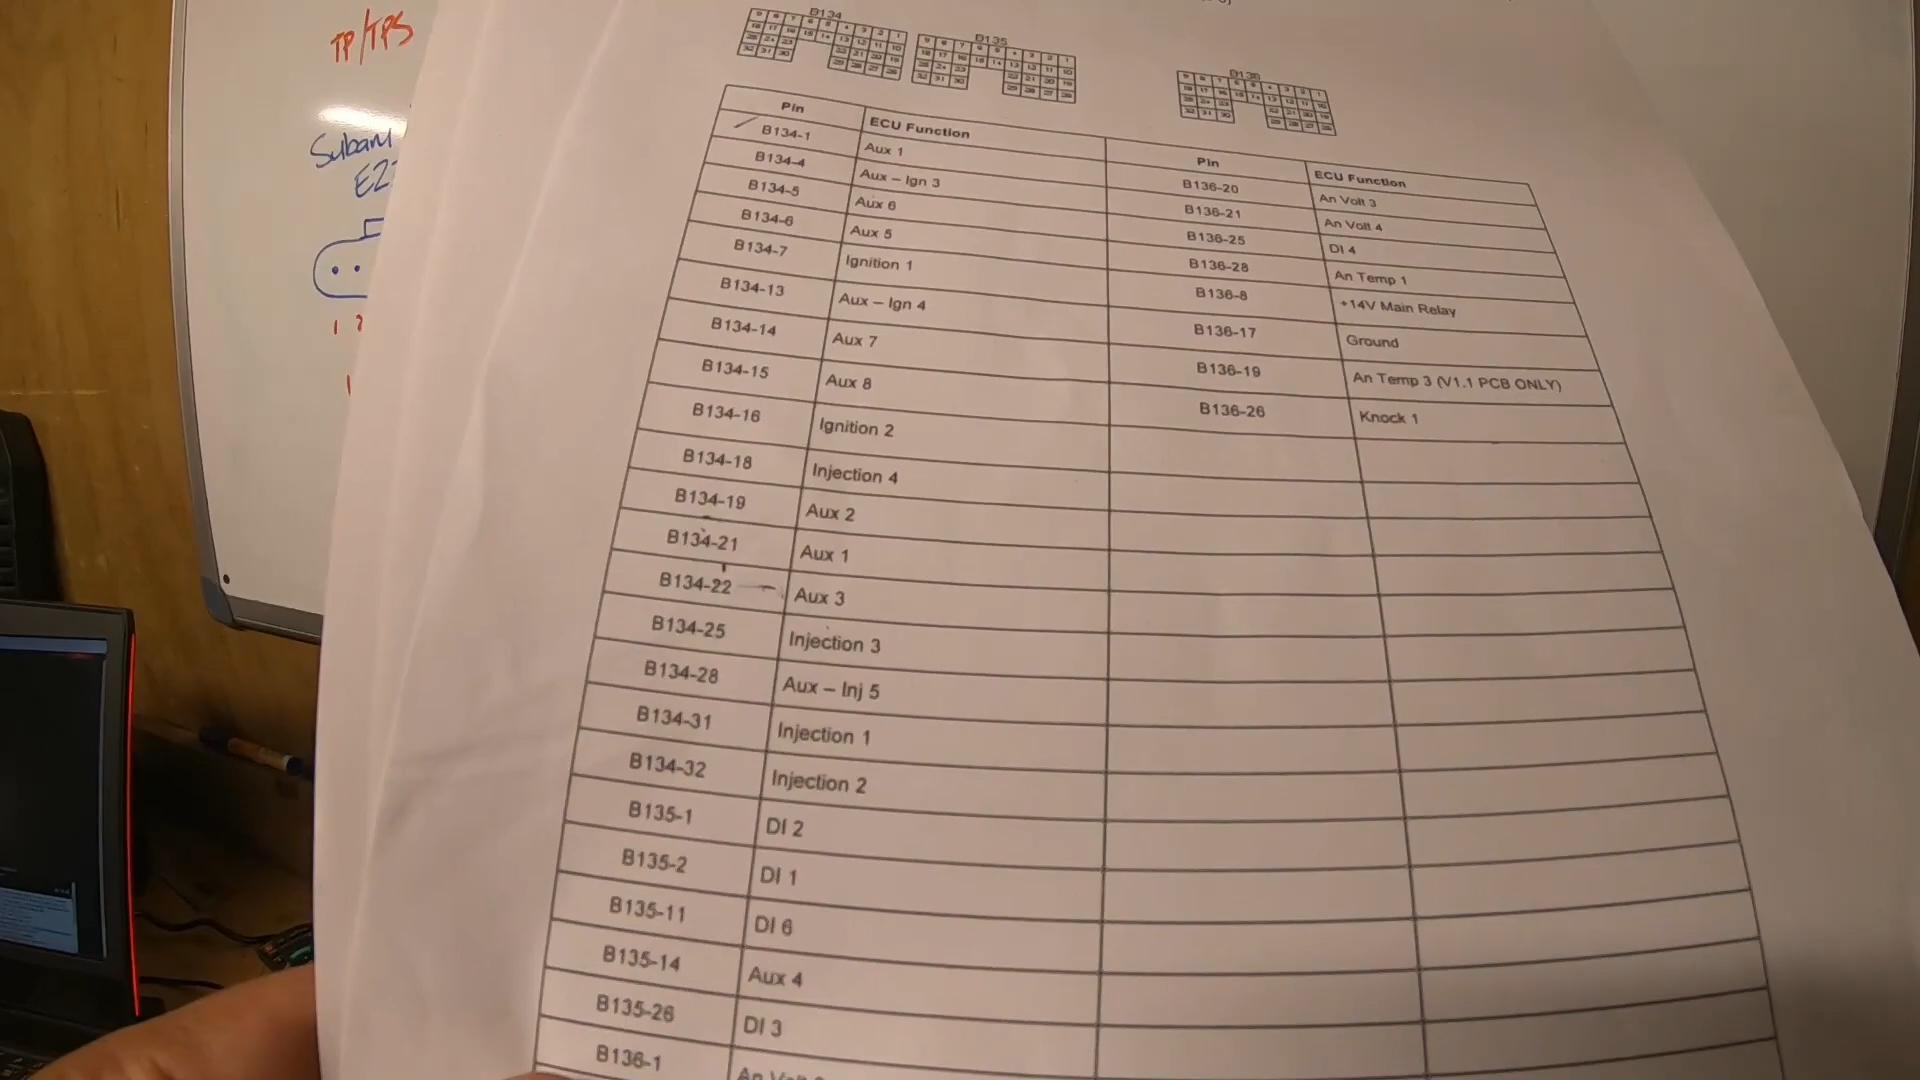 TP/TPS
B134
B135
B136
Pin
ECU Function
Pin
ECU Function
B134-1
Aux 1
B136-20
An Volt 3
B134-4
Aux – Ign 3
B136-21
An Volt 4
B134-5
Aux 6
B136-25
DI 4
B134-6
Aux 5
B136-28
An Temp 1
B134-7
Ignition 1
B136-8
+14V Main Relay
B134-13
Aux – Ign 4
B136-17
Ground
B134-14
Aux 7
B136-19
An Temp 3 (V1.1 PCB ONLY)
B134-15
Aux 8
B136-26
Knock 1
B134-16
Ignition 2
B134-18
Injection 4
B134-19
Aux 2
B134-21
Aux 1
B134-22
Aux 3
B134-25
Injection 3
B134-28
Aux – Inj 5
B134-31
Injection 1
B134-32
Injection 2
B135-1
DI 2
B135-2
DI 1
B135-11
DI 6
B135-14
Aux 4
B135-26
DI 3
B136-1
An Volt